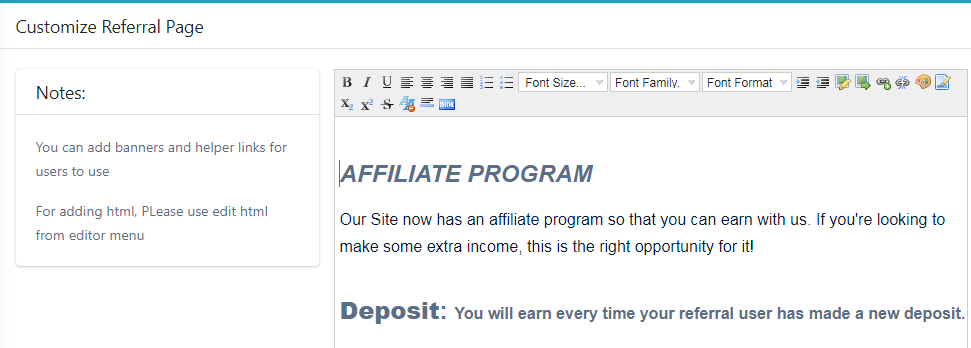 Customize Referral Page
Notes:
You can add banners and helper links for
users to use
For adding html, PLease use edit html
from editor menu
B I U Font Size... Font Family. Font Format
X2 X2 S HTML
AFFILIATE PROGRAM
Our Site now has an affiliate program so that you can earn with us. If you're looking to
make some extra income, this is the right opportunity for it!
Deposit: You will earn every time your referral user has made a new deposit.